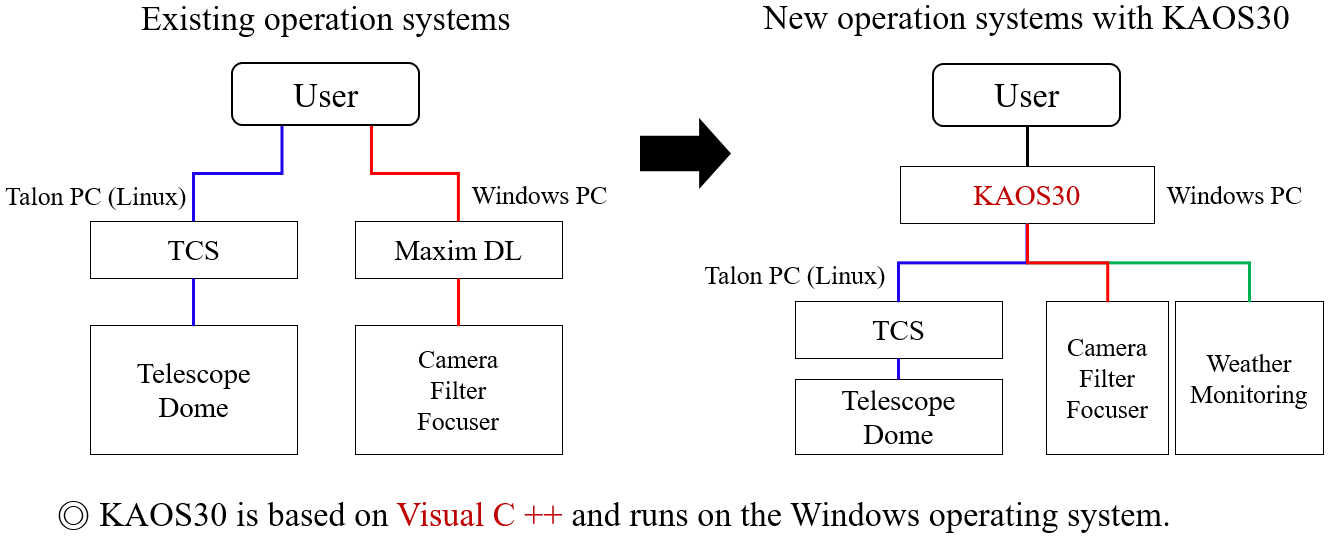 Existing operation systems
User
Talon PC (Linux)
Windows PC
TCS
Maxim DL
Telescope
Dome
Camera
Filter
Focuser
New operation systems with KAOS30
User
KAOS30
Windows PC
Talon PC (Linux)
TCS
Telescope
Dome
Camera
Filter
Focuser
Weather
Monitoring
◎ KAOS30 is based on Visual C ++ and runs on the Windows operating system.